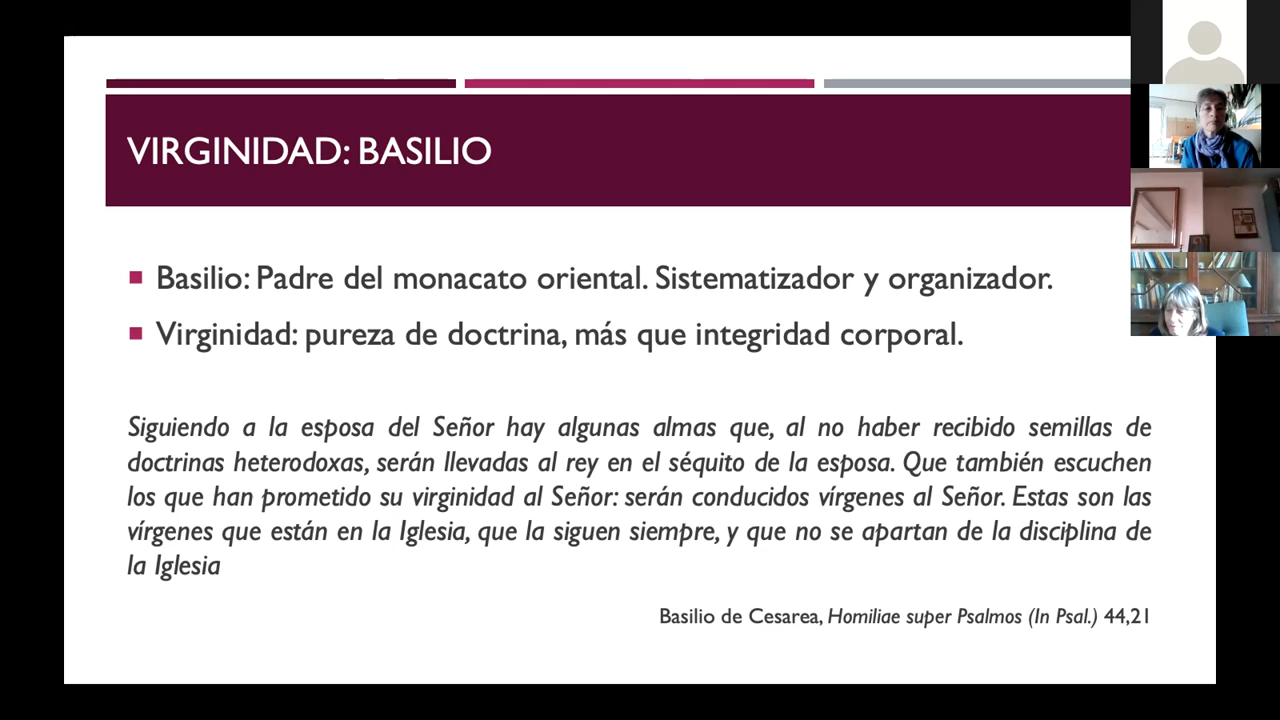 VIRGINIDAD: BASILIO
Basilio: Padre del monacato oriental. Sistematizador y organizador.
Virginidad: pureza de doctrina, más que integridad corporal.
Siguiendo a la esposa del Señor hay algunas almas que, al no haber recibido semillas de
doctrinas heterodoxas, serán llevadas al rey en el séquito de la esposa. Que también escuchen
los que han prometido su virginidad al Señor: serán conducidos vírgenes al Señor. Estas son las
vírgenes que están en la Iglesia, que la siguen siempre, y que no se apartan de la disciplina de
la Iglesia
Basilio de Cesarea, Homiliae super Psalmos (In Psal.) 44,21